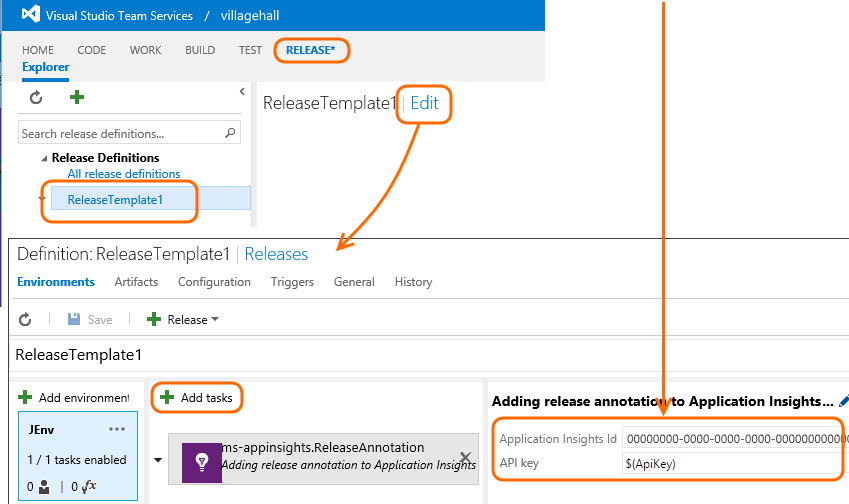 Visual Studio Team Services / villagehall
HOME CODE WORK BUILD TEST RELEASE*
Explorer
ReleaseTemplate1 | Edit
Search release definitions...
Release Definitions
All release definitions
ReleaseTemplate1
Definition: ReleaseTemplate1 | Releases
Environments Artifacts Configuration Triggers General History
Save Release
ReleaseTemplate1
Add environment
Add tasks
Adding release annotation to Application Insights...
JEnv ...
1 / 1 tasks enabled
0 | 0
ms-appinsights.ReleaseAnnotation
Adding release annotation to Application Insights
Application Insights Id 00000000-0000-0000-0000-000000000000
API key $(ApiKey)